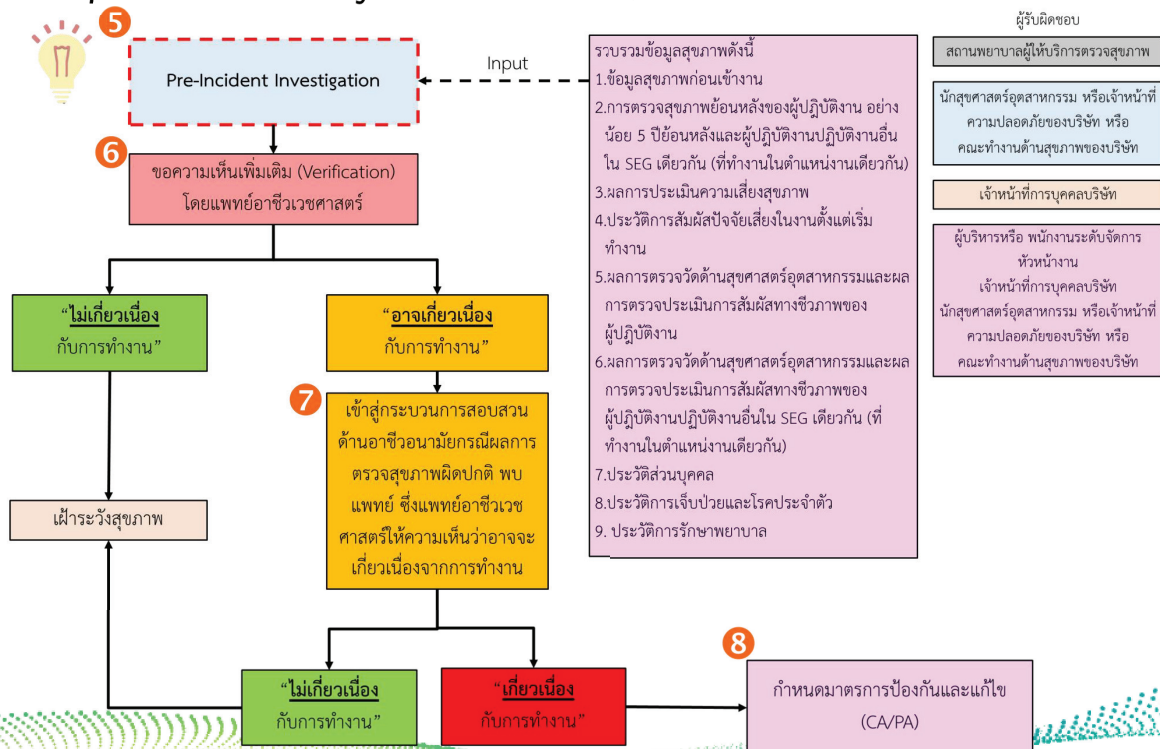 5
Pre-Incident Investigation
Input
6
ขอความเห็นเพิ่มเติม (Verification)
โดยแพทย์อาชีวเวชศาสตร์
“ไม่เกี่ยวเนื่อง
กับการทำงาน”
“อาจเกี่ยวเนื่อง
กับการทำงาน”
7
เข้าสู่กระบวนการสอบสวน
ด้านอาชีวอนามัยกรณีผลการ
ตรวจสุขภาพผิดปกติ พบ
แพทย์ ซึ่งแพทย์อาชีวเวช
ศาสตร์ให้ความเห็นว่าอาจจะ
เกี่ยวเนื่องจากการทำงาน
เฝ้าระวังสุขภาพ
“ไม่เกี่ยวเนื่อง
กับการทำงาน”
“เกี่ยวเนื่อง
กับการทำงาน”
8
กำหนดมาตรการป้องกันและแก้ไข
(CA/PA)
รวบรวมข้อมูลสุขภาพดังนี้
1.ข้อมูลสุขภาพก่อนเข้างาน
2.การตรวจสุขภาพย้อนหลังของผู้ปฏิบัติงาน อย่าง
น้อย 5 ปีย้อนหลังและผู้ปฏิบัติงานปฏิบัติงานอื่น
ใน SEG เดียวกัน (ที่ทำงานในตำแหน่งงานเดียวกัน)
3.ผลการประเมินความเสี่ยงสุขภาพ
4.ประวัติการสัมผัสปัจจัยเสี่ยงในงานตั้งแต่เริ่ม
ทำงาน
5.ผลการตรวจวัดด้านสุขศาสตร์อุตสาหกรรมและผล
การตรวจประเมินการสัมผัสทางชีวภาพของ
ผู้ปฏิบัติงาน
6.ผลการตรวจวัดด้านสุขศาสตร์อุตสาหกรรมและผล
การตรวจประเมินการสัมผัสทางชีวภาพของ
ผู้ปฏิบัติงานปฏิบัติงานอื่นใน SEG เดียวกัน (ที่
ทำงานในตำแหน่งงานเดียวกัน)
7.ประวัติส่วนบุคคล
8.ประวัติการเจ็บป่วยและโรคประจำตัว
9. ประวัติการรักษาพยาบาล
ผู้รับผิดชอบ
สถานพยาบาลผู้ให้บริการตรวจสุขภาพ
นักสุขศาสตร์อุตสาหกรรม หรือเจ้าหน้าที่
ความปลอดภัยของบริษัท หรือ
คณะทำงานด้านสุขภาพของบริษัท
เจ้าหน้าที่การบุคคลบริษัท
ผู้บริหารหรือ พนักงานระดับจัดการ
หัวหน้างาน
เจ้าหน้าที่การบุคคลบริษัท
นักสุขศาสตร์อุตสาหกรรม หรือเจ้าหน้าที่
ความปลอดภัยของบริษัท หรือ
คณะทำงานด้านสุขภาพของบริษัท